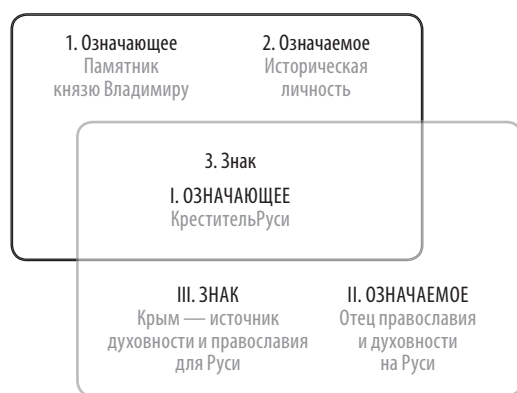 1. Означающее
Памятник
князю Владимиру
2. Означаемое
Историческая
личность
3. Знак
I. ОЗНАЧАЮЩЕЕ
КрестительРуси
III. ЗНАК
Крым — источник
духовности и православия
для Руси
II. ОЗНАЧАЕМОЕ
Отец православия
и духовности
на Руси